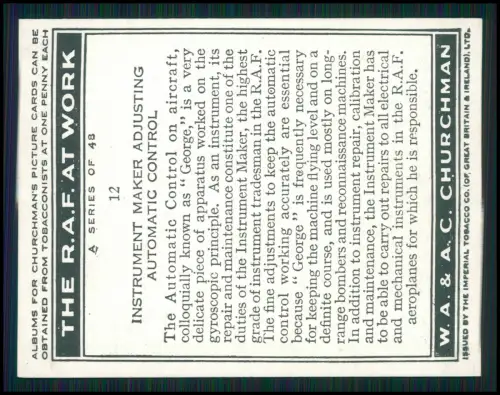 ALBUMS FOR CHURCHMAN'S PICTURE CARDS CAN BE
OBTAINED FROM TOBACCONISTS AT ONE PENNY EACH
THE R.A.F. AT WORK
A SERIES OF 48
12
INSTRUMENT MAKER ADJUSTING
AUTOMATIC CONTROL
The Automatic Control on aircraft,
colloquially known as "George," is a very
delicate piece of apparatus worked on the
gyroscopic principle. As an instrument, its
repair and maintenance constitute one of the
duties of the Instrument Maker, the highest
grade of instrument tradesman in the R.A.F.
The fine adjustments to keep the automatic
control working accurately are essential
because "George" is frequently necessary
for keeping the machine flying level and on a
definite course, and is used mostly on long-
range bombers and reconnaissance machines.
In addition to instrument repair, calibration
and maintenance, the Instrument Maker has
to be able to carry out repairs to all electrical
and mechanical instruments in the R.A.F.
aeroplanes for which he is responsible.
W. A. & A. C. CHURCHMAN
ISSUED BY THE IMPERIAL TOBACCO CO. (OF GREAT BRITAIN & IRELAND), LTD.